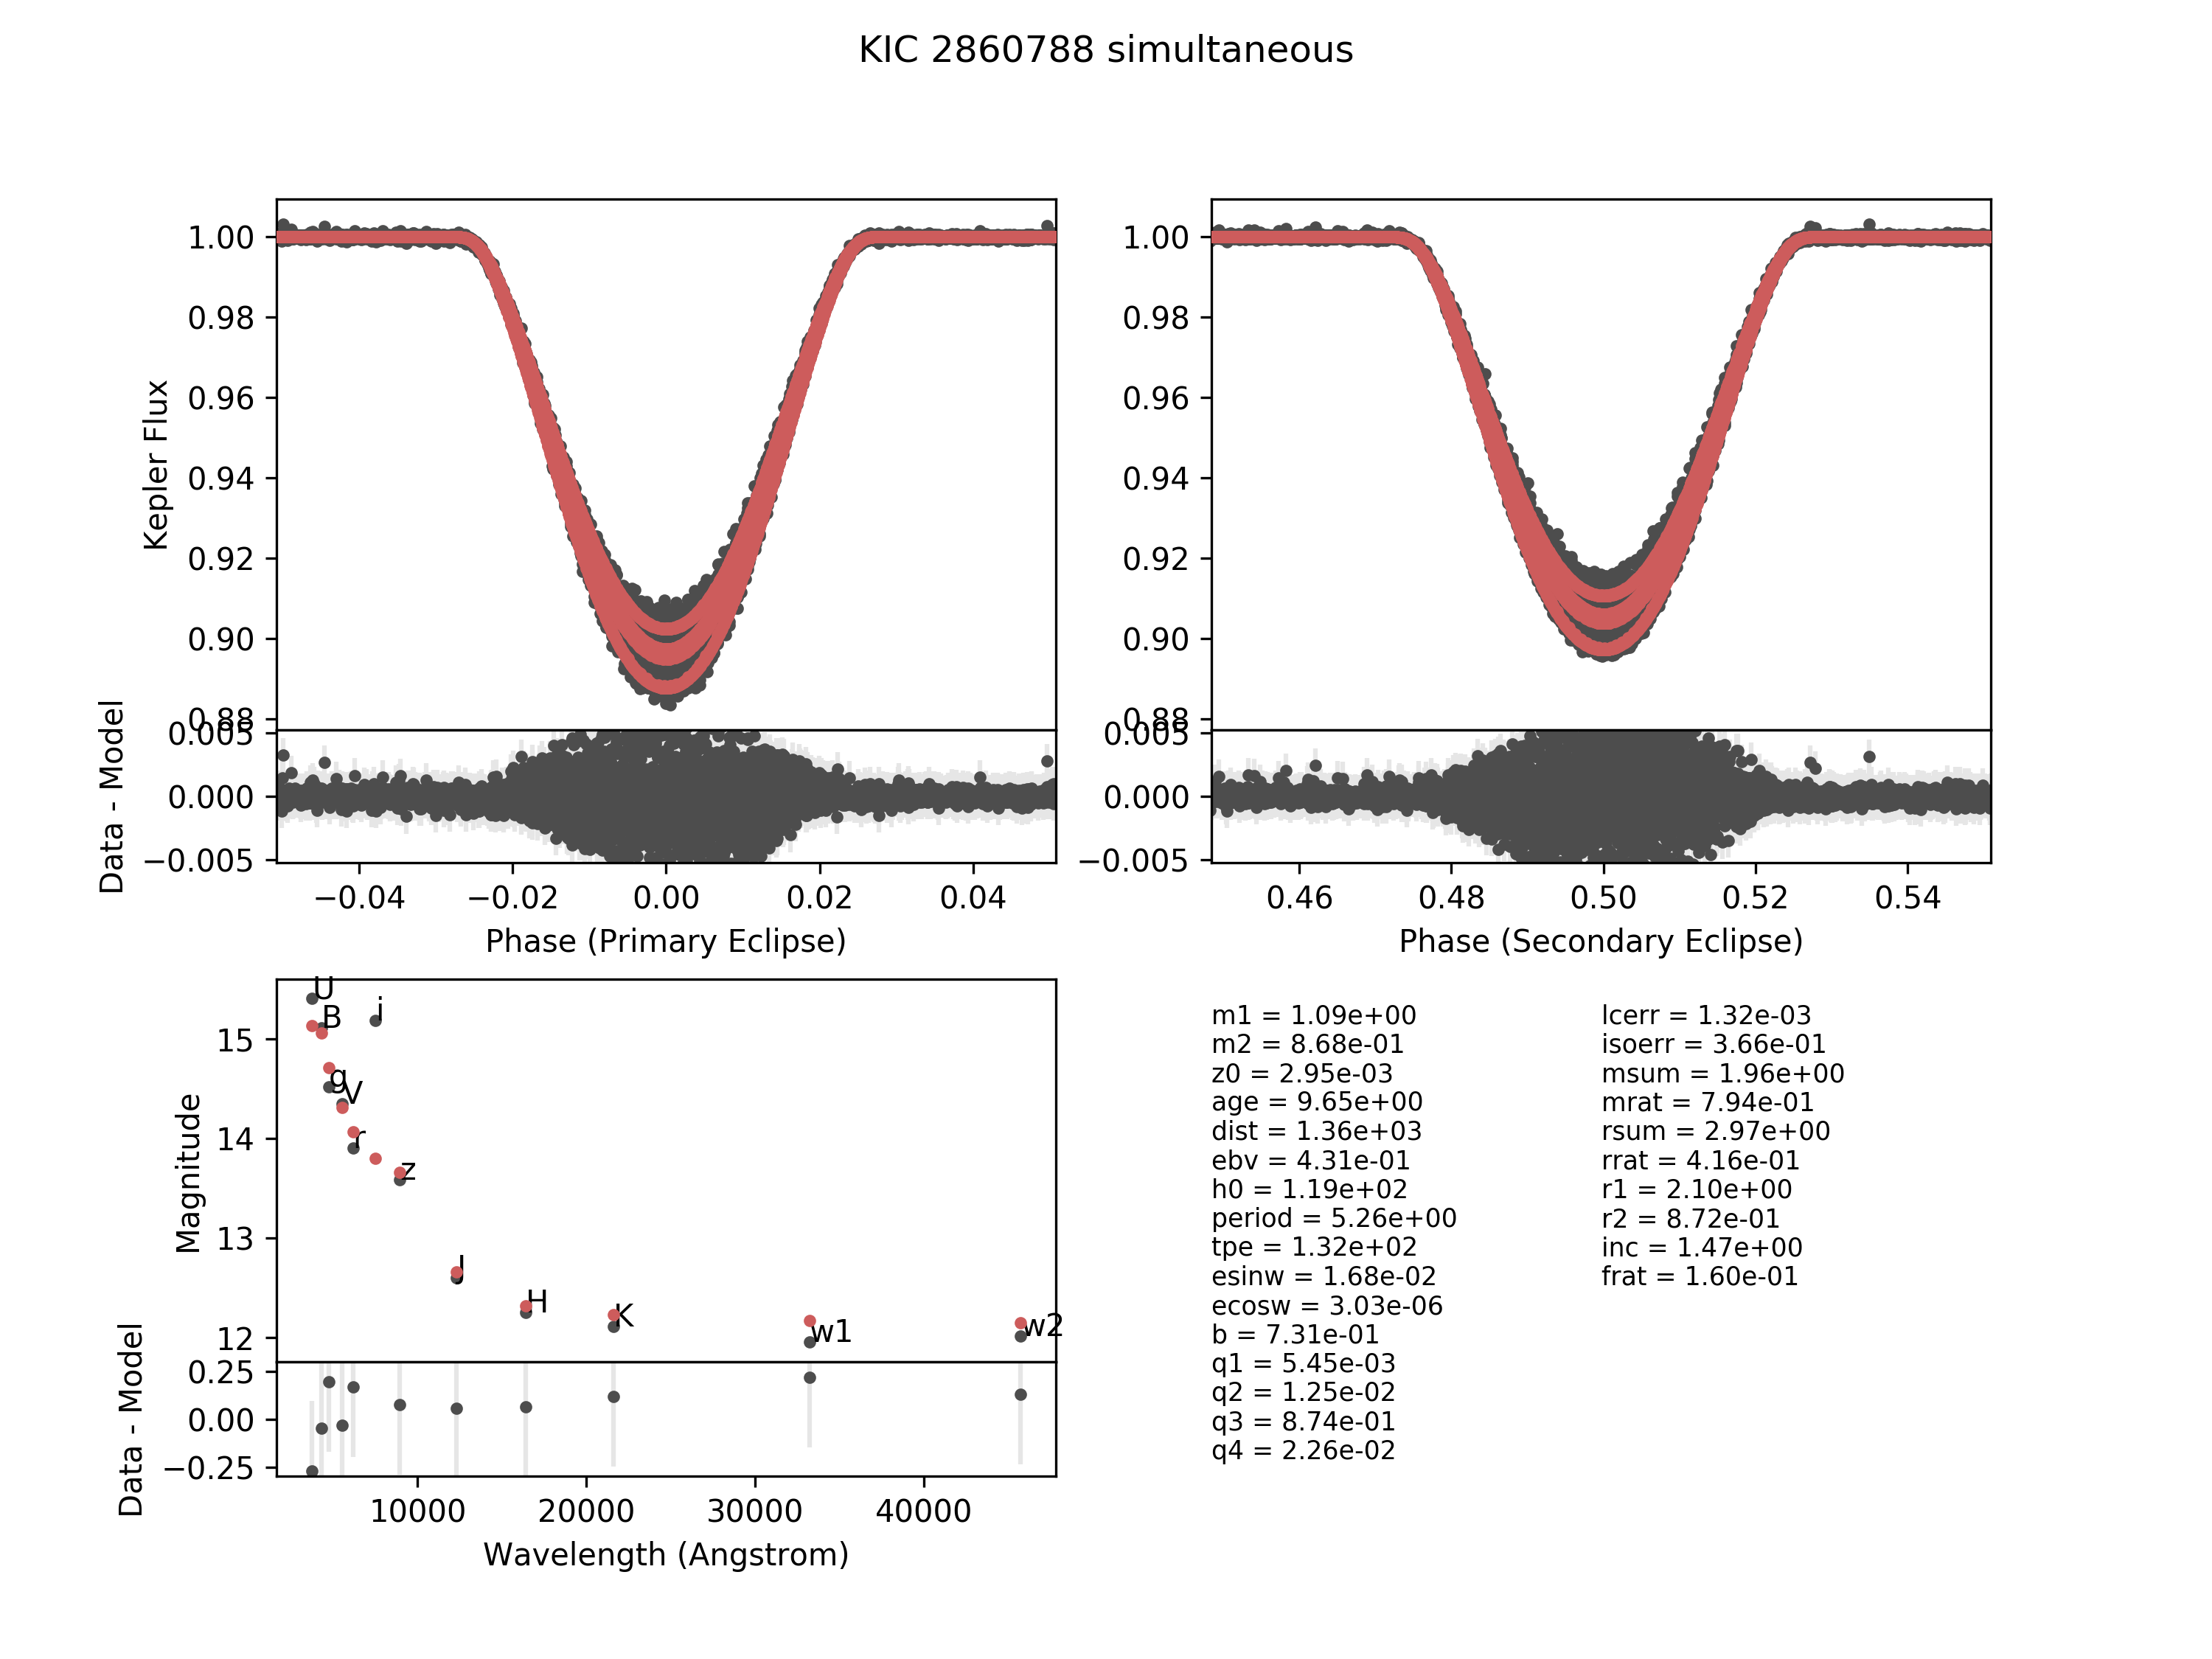 KIC 2860788 simultaneous
1.00
0.98
0.96
0.94
0.92
0.90
0.88
Kepler Flux
1.00
0.98
0.96
0.94
0.92
0.90
0.88
0.005
0.000
−0.005
Data - Model
−0.04
−0.02
0.00
0.02
0.04
Phase (Primary Eclipse)
0.005
0.000
−0.005
0.46
0.48
0.50
0.52
0.54
Phase (Secondary Eclipse)
U
B
i
g
V
r
z
J
H
K
w1
w2
15
14
13
12
Magnitude
0.25
0.00
−0.25
Data - Model
10000
20000
30000
40000
Wavelength (Angstrom)
m1 = 1.09e+00
m2 = 8.68e-01
z0 = 2.95e-03
age = 9.65e+00
dist = 1.36e+03
ebv = 4.31e-01
h0 = 1.19e+02
period = 5.26e+00
tpe = 1.32e+02
esinw = 1.68e-02
ecosw = 3.03e-06
b = 7.31e-01
q1 = 5.45e-03
q2 = 1.25e-02
q3 = 8.74e-01
q4 = 2.26e-02
lcerr = 1.32e-03
isoerr = 3.66e-01
msum = 1.96e+00
mrat = 7.94e-01
rsum = 2.97e+00
rrat = 4.16e-01
r1 = 2.10e+00
r2 = 8.72e-01
inc = 1.47e+00
frat = 1.60e-01